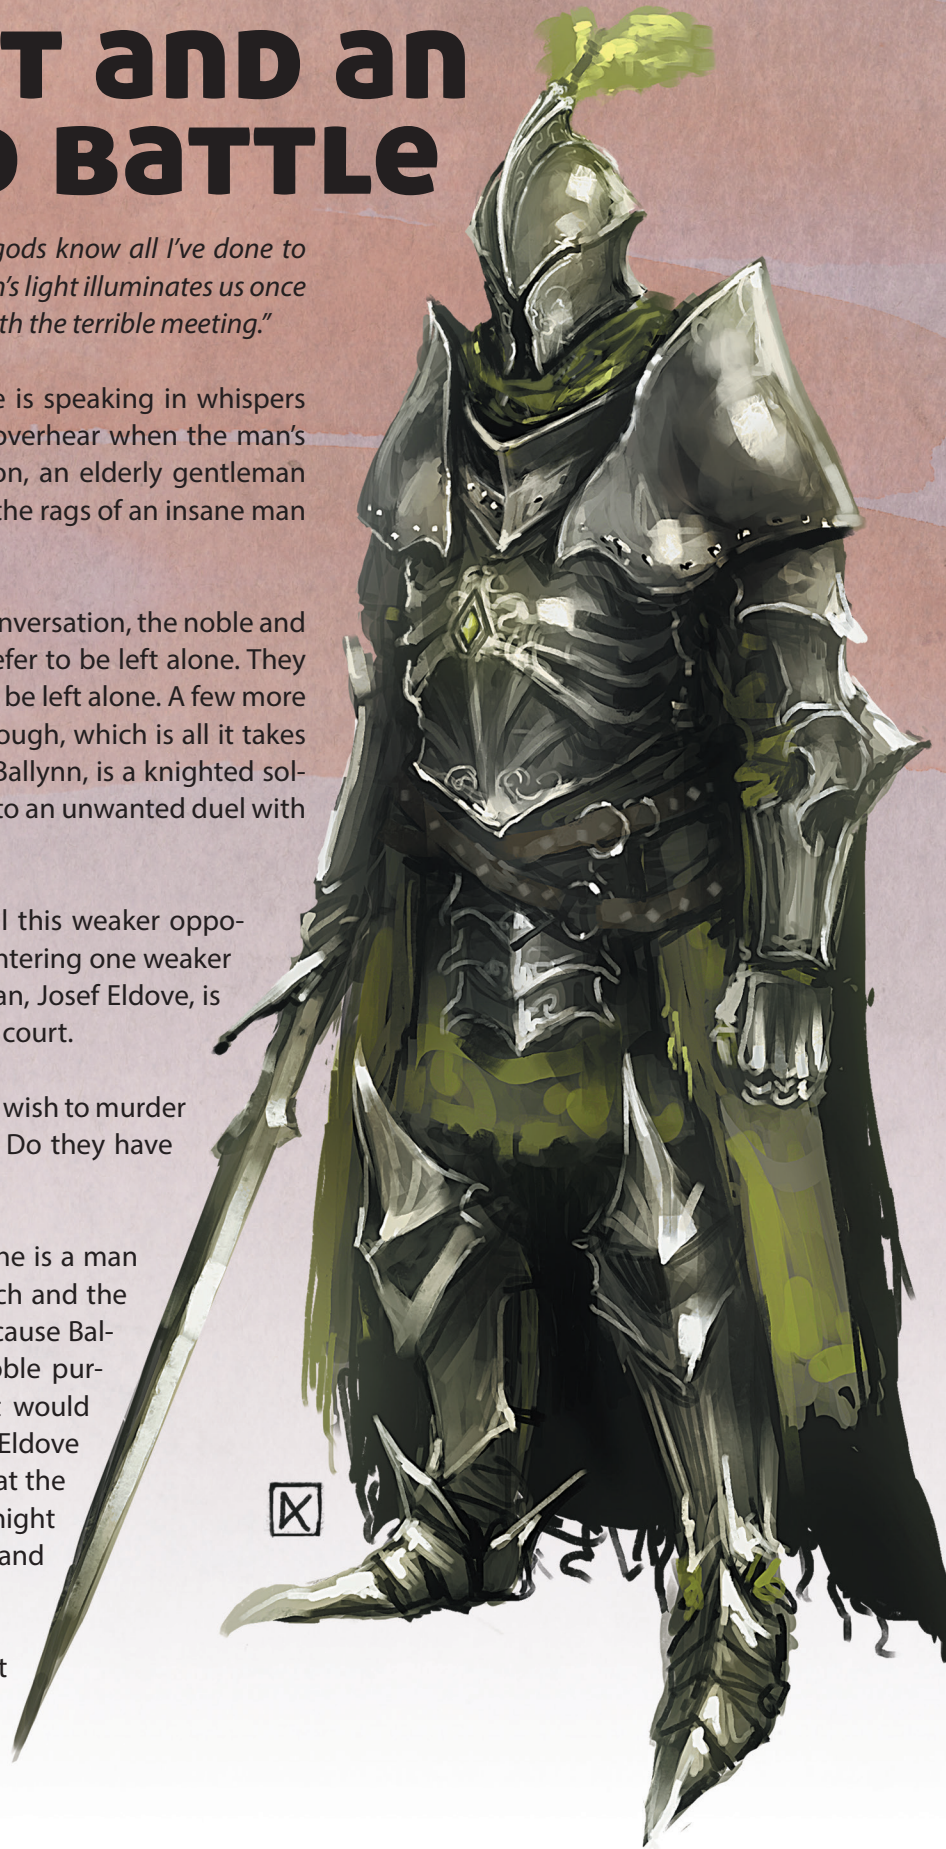 T and an
Battle
gods know all I’ve done to
n’s light illuminates us once
th the terrible meeting.”
e is speaking in whispers
overhear when the man’s
on, an elderly gentleman
the rags of an insane man
nversation, the noble and
efer to be left alone. They
be left alone. A few more
ough, which is all it takes
Ballynn, is a knighted sol-
to an unwanted duel with
l this weaker oppo-
ntering one weaker
an, Josef Eldove, is
court.
wish to murder
Do they have
he is a man
ch and the
cause Bal-
oble pur-
t would
Eldove
at the
night
and
t